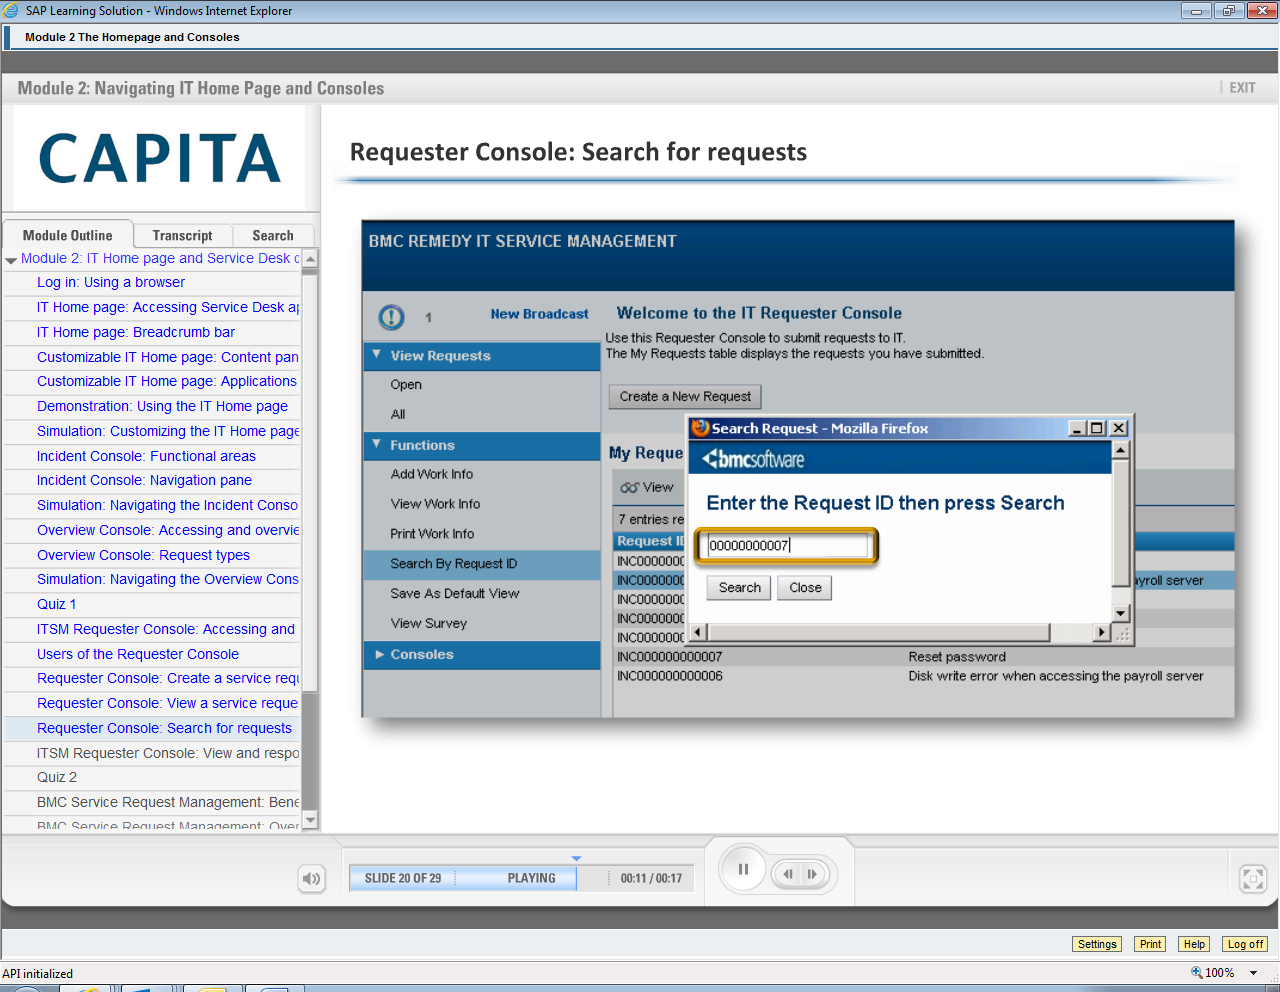 SAP Learning Solution - Windows Internet Explorer
Module 2 The Homepage and Consoles
Module 2: Navigating IT Home Page and Consoles
EXIT
CAPITA
Module Outline
Transcript
Search
Module 2: IT Home page and Service Desk c
Log in: Using a browser
IT Home page: Accessing Service Desk ap
IT Home page: Breadcrumb bar
Customizable IT Home page: Content pan
Customizable IT Home page: Applications
Demonstration: Using the IT Home page
Simulation: Customizing the IT Home page
Incident Console: Functional areas
Incident Console: Navigation pane
Simulation: Navigating the Incident Conso
Overview Console: Accessing and overvie
Overview Console: Request types
Simulation: Navigating the Overview Cons
Quiz 1
ITSM Requester Console: Accessing and
Users of the Requester Console
Requester Console: Create a service requ
Requester Console: View a service reque
Requester Console: Search for requests
ITSM Requester Console: View and respo
Quiz 2
BMC Service Request Management: Bene
BMC Service Request Management: Over
Requester Console: Search for requests
BMC REMEDY IT SERVICE MANAGEMENT
1
New Broadcast
View Requests
Open
All
Functions
Add Work Info
View Work Info
Print Work Info
Search By Request ID
Save As Default View
View Survey
Consoles
Welcome to the IT Requester Console
Use this Requester Console to submit requests to IT.
The My Requests table displays the requests you have submitted.
Create a New Request
My Reque
View
7 entries re
Request ID
INC0000000
INC0000000
ayroll server
INC0000000
INC0000000
INC0000000
INC000000000007 Reset password
INC000000000006 Disk write error when accessing the payroll server
Search Request - Mozilla Firefox
bmcsoftware
Enter the Request ID then press Search
00000000007
Search
Close
SLIDE 20 OF 29
PLAYING
00:11 / 00:17
Settings
Print
Help
Log off
API initialized
100%